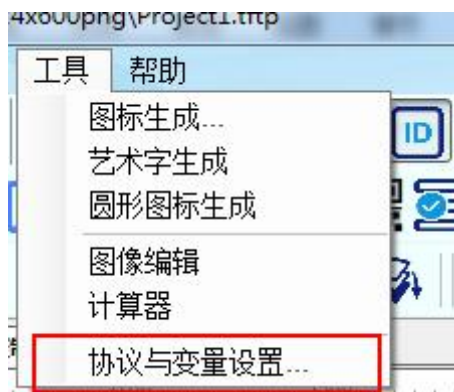 4x600png\Project1.tftp
工具 帮助
ID
图标生成...
艺术字生成
圆形图标生成
图像编辑
计算器
协议与变量设置...